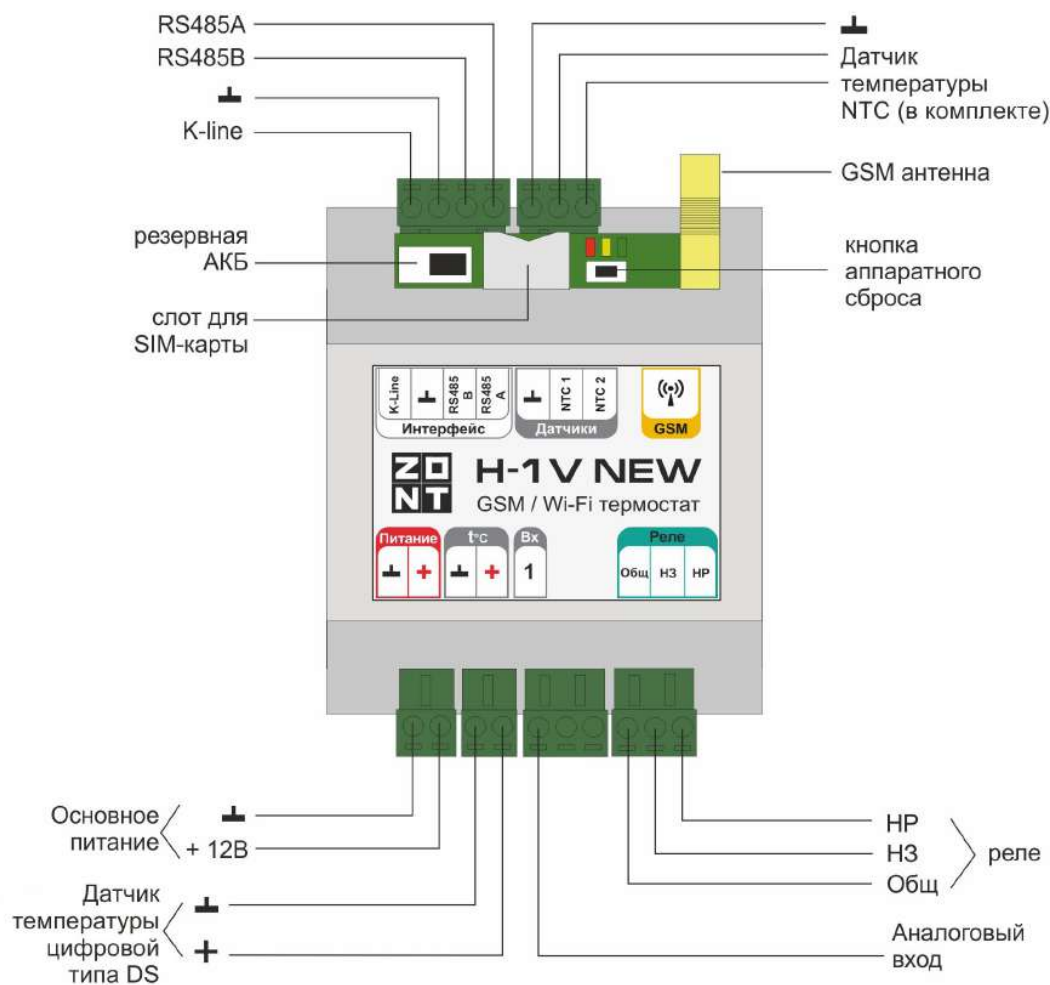 RS485A
RS485B
K-line
Датчик
температуры
NTC (в комплекте)
GSM антенна
резервная
АКБ
кнопка
аппаратного
сброса
слот для
SIM-карты
K-Line
RS485
B
RS485
A
NTC 1
NTC 2
Интерфейс
Датчики
GSM
ZONT
H-1V NEW
GSM / Wi-Fi термостат
Питание
t°C
Вх
Реле
+
+
1
Общ
НЗ
НР
Основное
питание
+ 12В
Датчик
температуры
цифровой
типа DS
+
НР
НЗ
Общ
реле
Аналоговый
вход